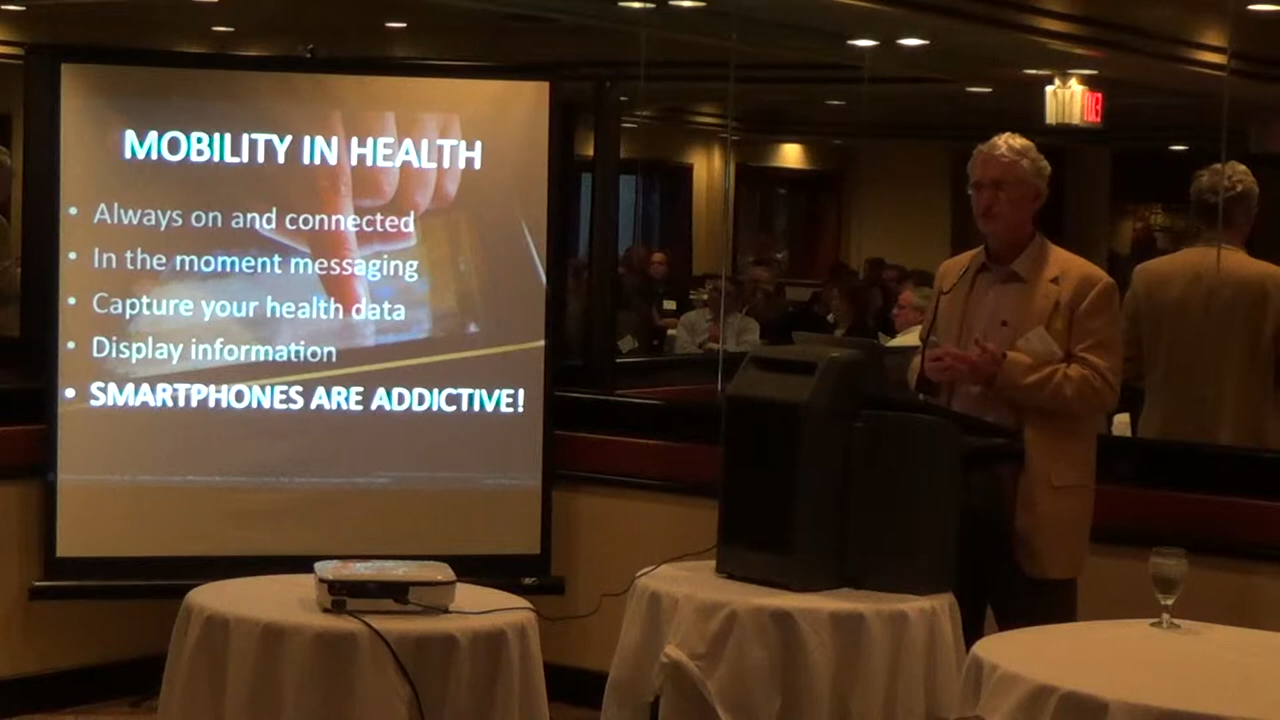 MOBILITY IN HEALTH
• Always on and connected
• In the moment messaging
• Capture your health data
• Display information
• SMARTPHONES ARE ADDICTIVE!